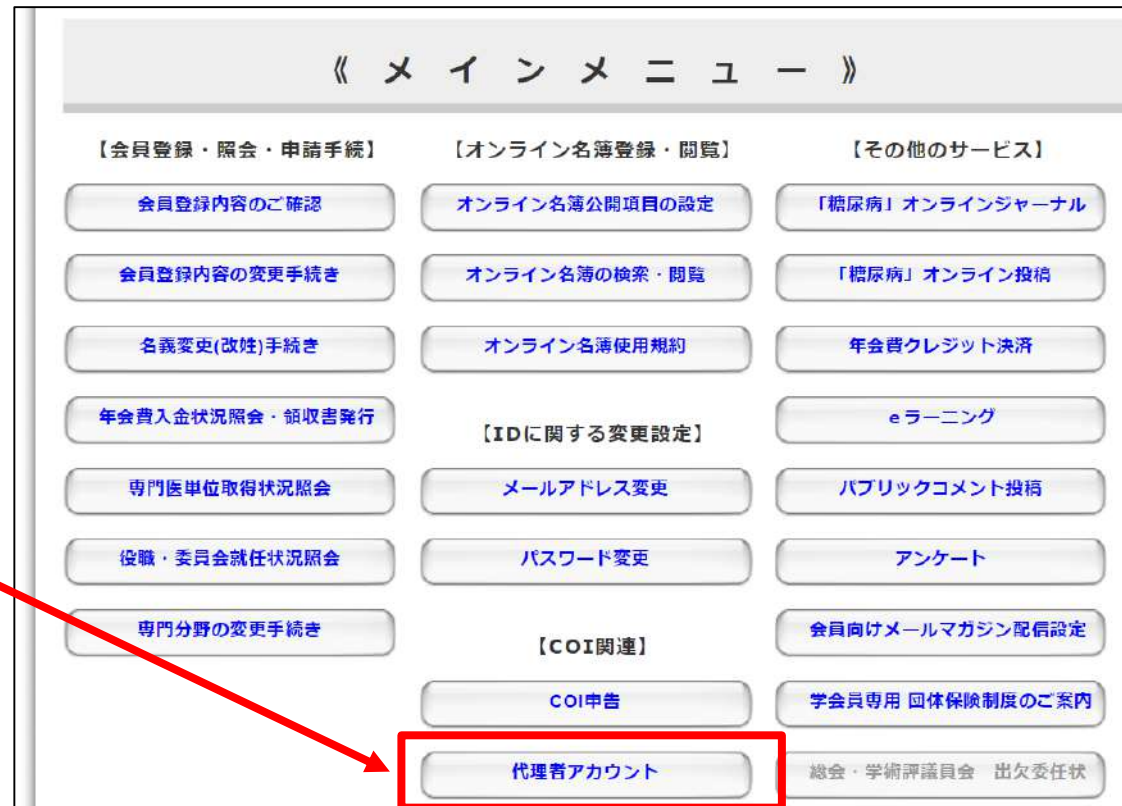 《 メ イ ン メ ニ ュ ー 》
【会員登録・照会・申請手続】
会員登録内容のご確認
会員登録内容の変更手続き
名義変更(改姓)手続き
年会費入金状況照会・領収書発行
専門医単位取得状況照会
役職・委員会就任状況照会
専門分野の変更手続き
【オンライン名簿登録・閲覧】
オンライン名簿公開項目の設定
オンライン名簿の検索・閲覧
オンライン名簿使用規約
【IDに関する変更設定】
メールアドレス変更
パスワード変更
【COI関連】
COI申告
代理者アカウント
【その他のサービス】
「糖尿病」オンラインジャーナル
「糖尿病」オンライン投稿
年会費クレジット決済
eラーニング
パブリックコメント投稿
アンケート
会員向けメールマガジン配信設定
学会員専用 団体保険制度のご案内
総会・学術評議員会　出欠委任状